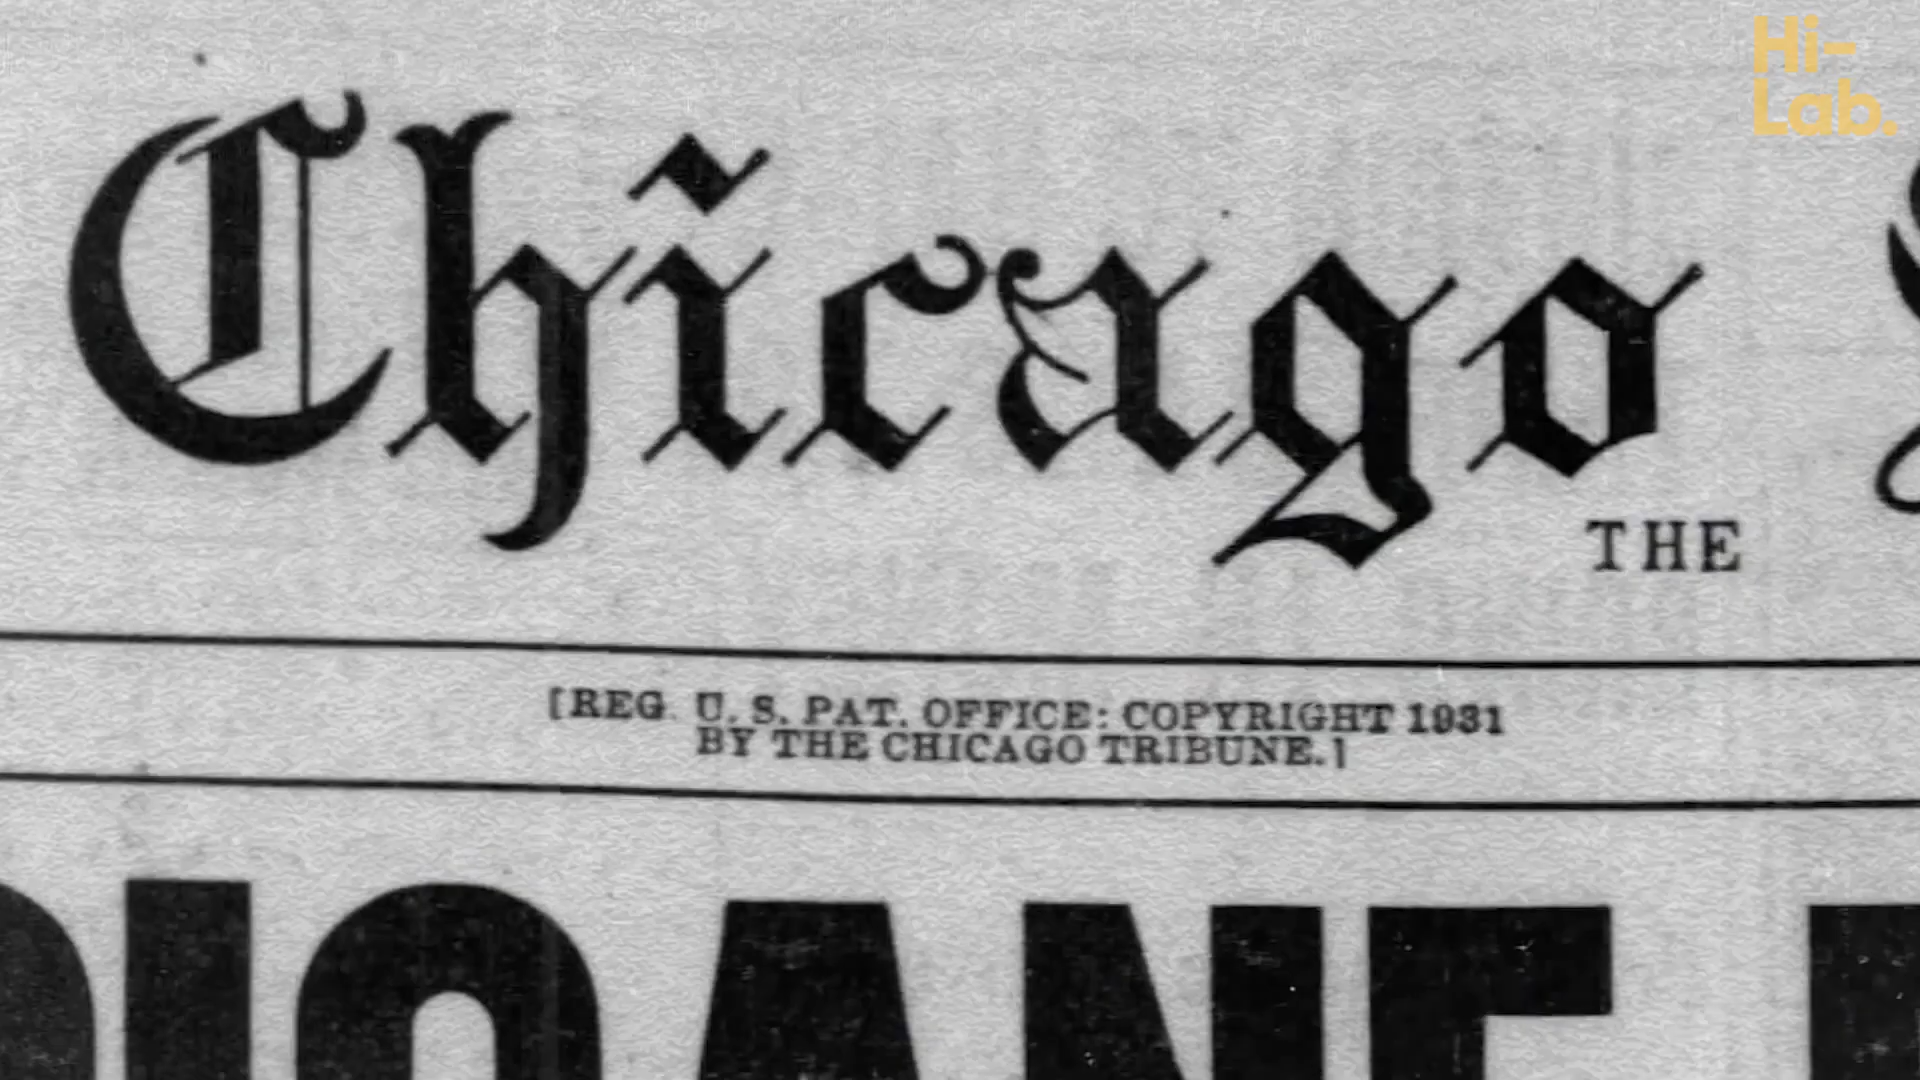 Hi-
Lab.
Chicago
THE
[REG. U. S. PAT. OFFICE: COPYRIGHT 1931
BY THE CHICAGO TRIBUNE.]